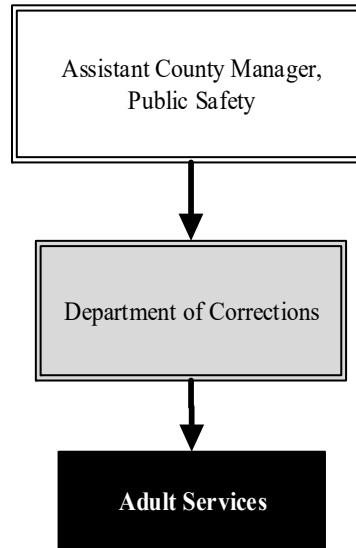 Assistant County Manager,
Public Safety
Department of Corrections
Adult Services